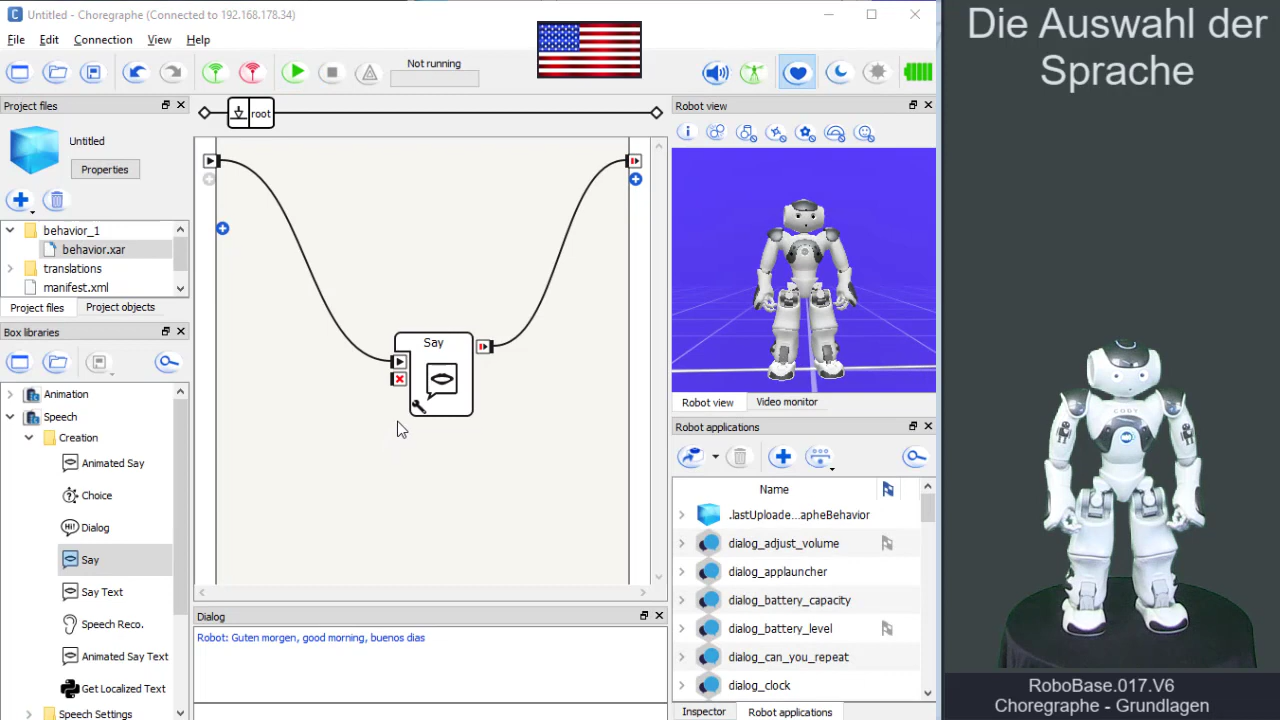 Untitled - Choregraphe (Connected to 192.168.178.34)
File Edit Connection View Help
Not running
Project files
Untitled
Properties
behavior_1
behavior.xar
translations
manifest.xml
Project files Project objects
Box libraries
Animation
Speech
Creation
Animated Say
Choice
Hi!
Dialog
Say
Say Text
Speech Reco.
Animated Say Text
Get Localized Text
Speech Settings
root
Say
Dialog
Robot: Guten morgen, good morning, buenos dias
Robot view
Robot view Video monitor
Robot applications
Name
.lastUploade...apheBehavior
dialog_adjust_volume
dialog_applauncher
dialog_battery_capacity
dialog_battery_level
dialog_can_you_repeat
dialog_clock
Inspector Robot applications
Die Auswahl der
Sprache
CODY
RoboBase.017.V6
Choregraphe - Grundlagen